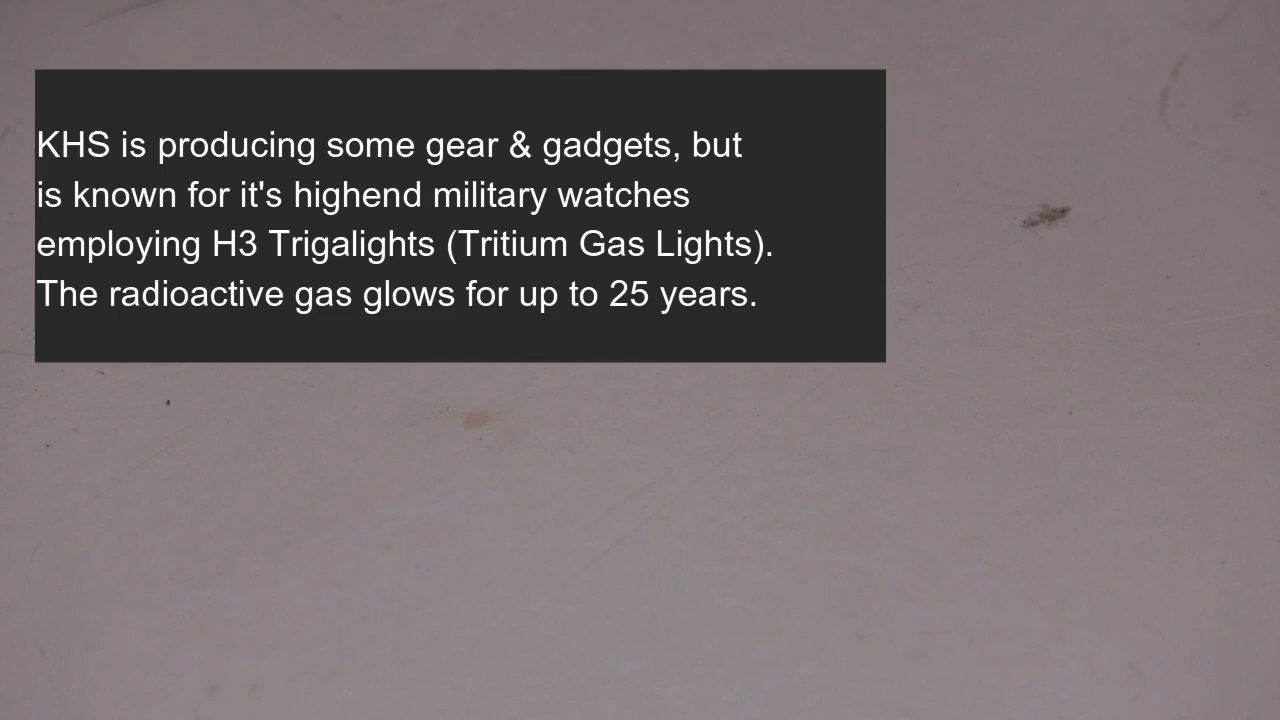 KHS is producing some gear & gadgets, but
is known for it's highend military watches
employing H3 Trigalights (Tritium Gas Lights).
The radioactive gas glows for up to 25 years.